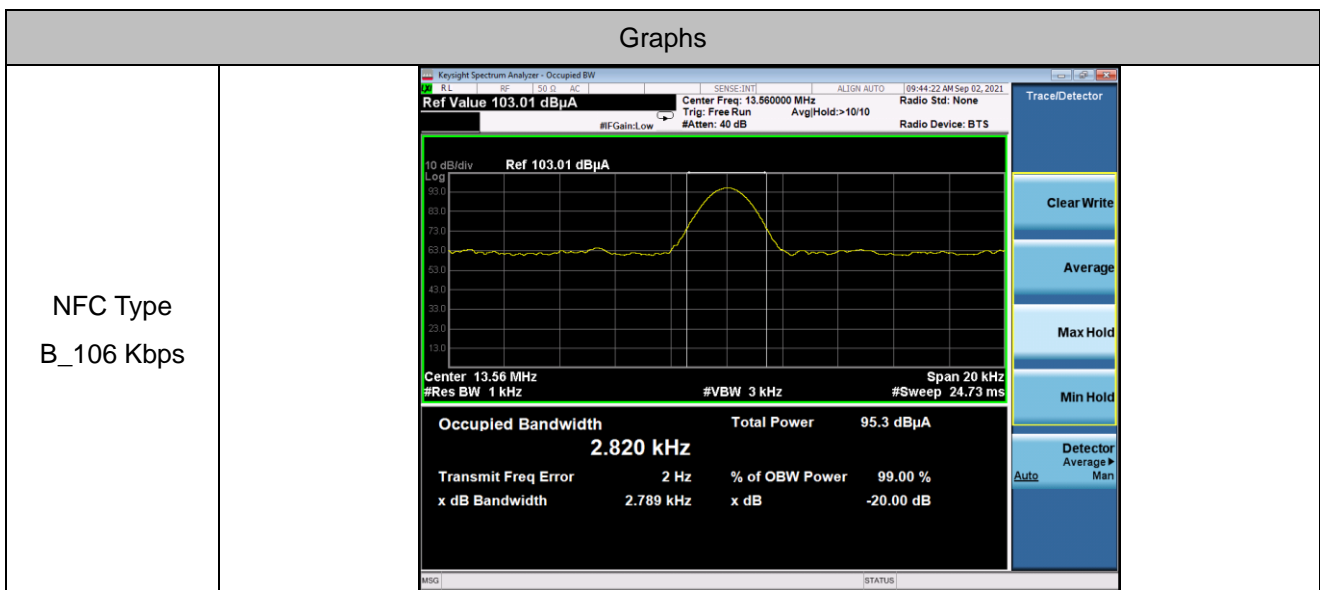 Graphs
NFC Type
B_106 Kbps
Keysight Spectrum Analyzer - Occupied BW
RL RF 50 Ω AC SENSE:INT ALIGN AUTO 09:44:22 AM Sep 02, 2021
Ref Value 103.01 dBµA
Center Freq: 13.560000 MHz Radio Std: None
Trig: Free Run Avg|Hold:>10/10
#IFGain:Low #Atten: 40 dB Radio Device: BTS
10 dB/div Ref 103.01 dBµA
Log
93.0
83.0
73.0
63.0
53.0
43.0
33.0
23.0
13.0
Center 13.56 MHz Span 20 kHz
#Res BW 1 kHz #VBW 3 kHz #Sweep 24.73 ms
Occupied Bandwidth Total Power 95.3 dBµA
2.820 kHz
Transmit Freq Error 2 Hz % of OBW Power 99.00 %
x dB Bandwidth 2.789 kHz x dB -20.00 dB
MSG STATUS
Trace/Detector
Clear Write
Average
Max Hold
Min Hold
Detector
Average
Auto Man